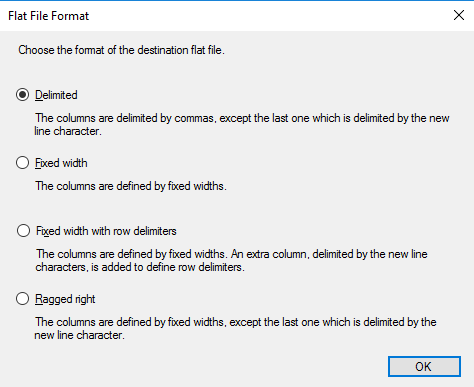 Flat File Format
Choose the format of the destination flat file.
Delimited
The columns are delimited by commas, except the last one which is delimited by the new
line character.
Fixed width
The columns are defined by fixed widths.
Fixed width with row delimiters
The columns are defined by fixed widths. An extra column, delimited by the new line
characters, is added to define row delimiters.
Ragged right
The columns are defined by fixed widths, except the last one which is delimited by the
new line character.
OK